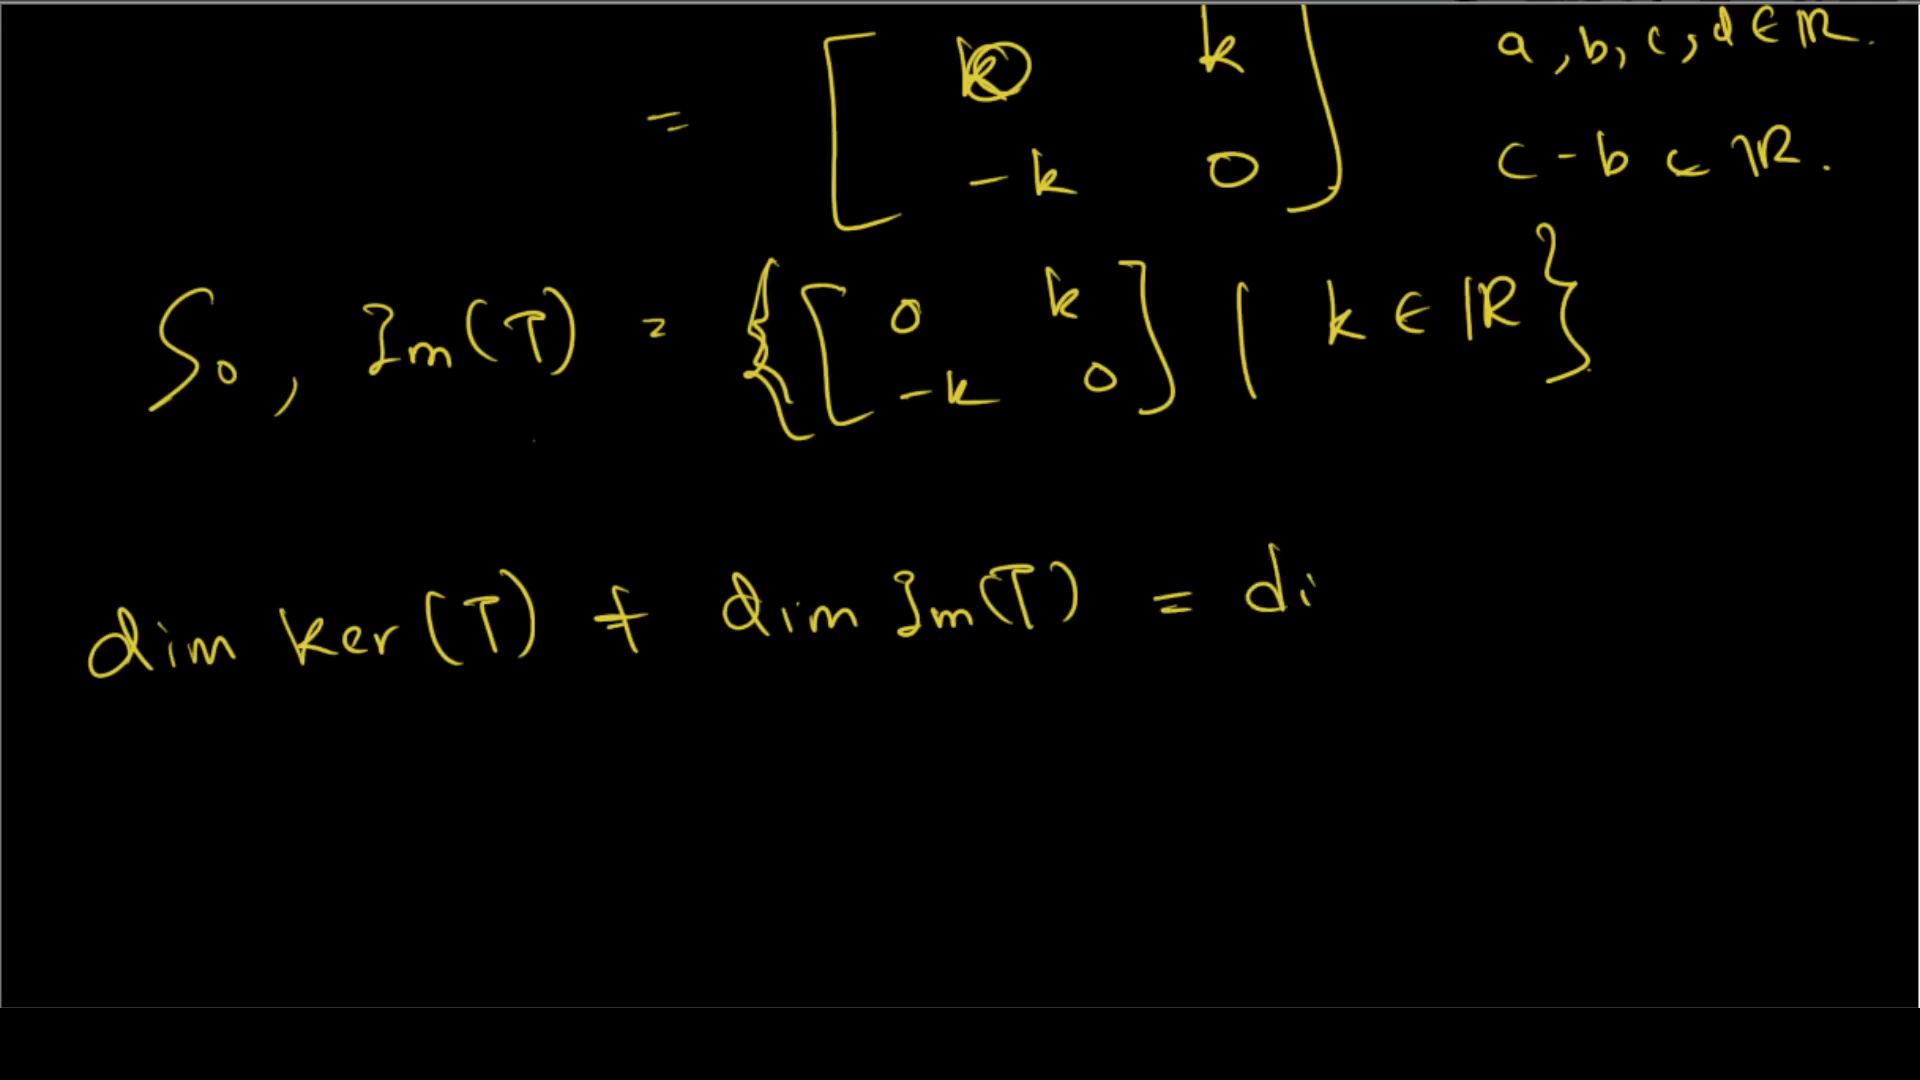 = [ 0 k a, b, c, d ∈ ℝ.
-k 0 ] c - b ∈ ℝ.
So, Im(T) = { [ 0 k
-k 0 ] | k ∈ ℝ }
dim ker(T) + dim Im(T) = di